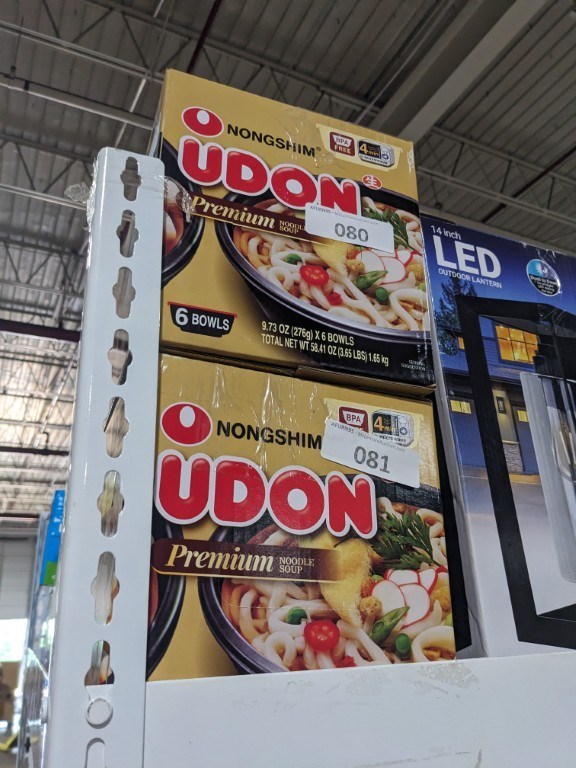 NONGSHIM
BPA
FREE
4
UDON
Premium NOODLE
SOUP
080
6 BOWLS
9.73 OZ (276g) X 6 BOWLS
TOTAL NET WT 58.41 OZ (3.65 LBS) 1.65 kg
14 inch
LED
OUTDOOR LANTERN
NONGSHIM
BPA
4
081
UDON
Premium NOODLE
SOUP